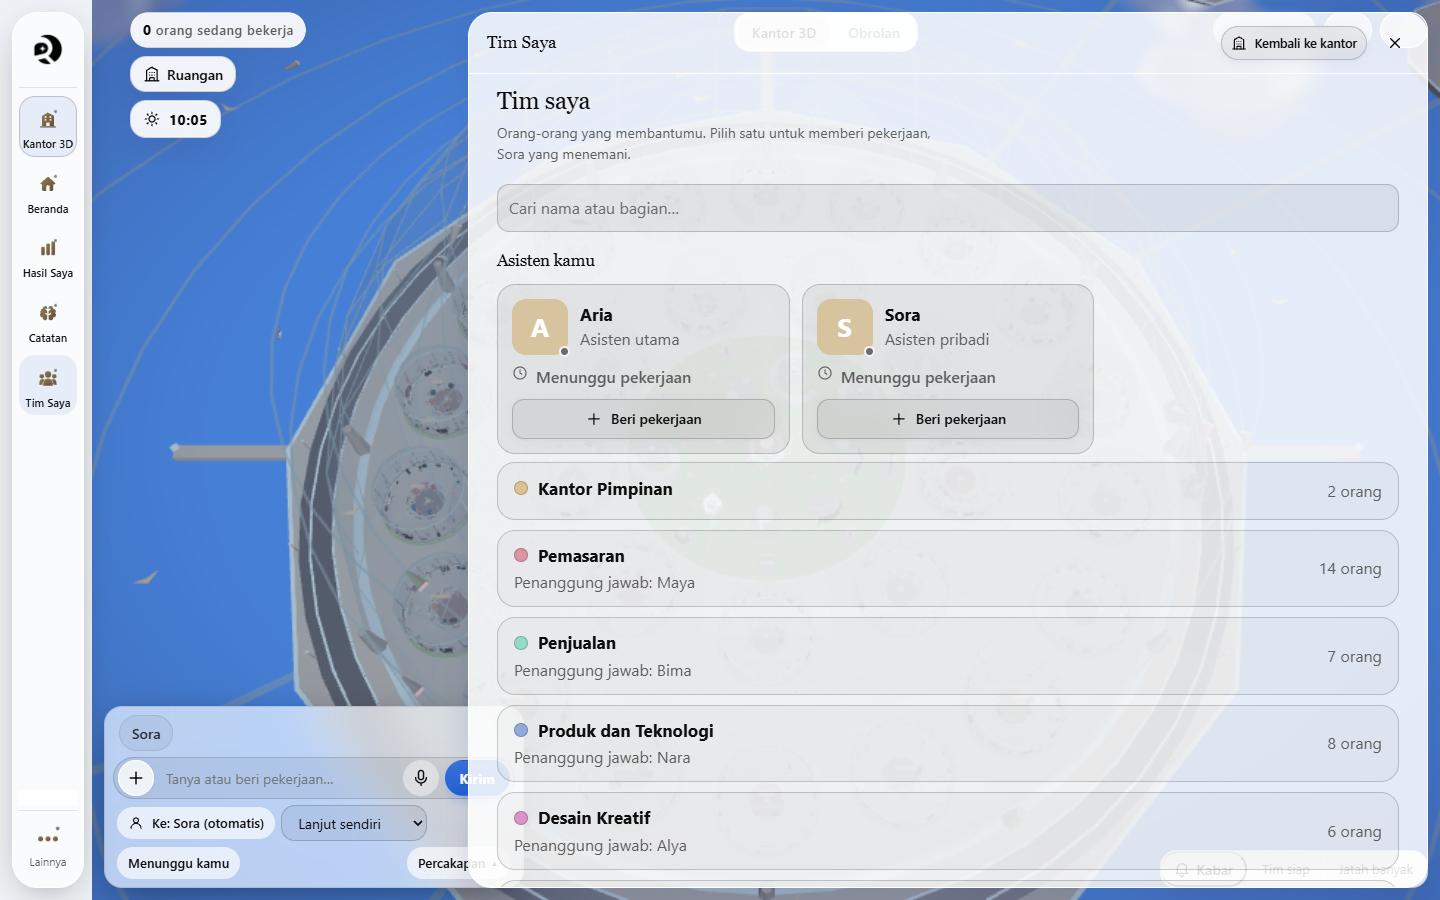 Kantor 3D
Beranda
Hasil Saya
Catatan
Tim Saya
Lainnya
0 orang sedang bekerja
Ruangan
10:05
Tim Saya
Kantor 3D
Obrolan
Kembali ke kantor
Tim saya
Orang-orang yang membantumu. Pilih satu untuk memberi pekerjaan,
Sora yang menemani.
Cari nama atau bagian...
Asisten kamu
A
Aria
Asisten utama
Menunggu pekerjaan
Beri pekerjaan
S
Sora
Asisten pribadi
Menunggu pekerjaan
Beri pekerjaan
Kantor Pimpinan
2 orang
Pemasaran
Penanggung jawab: Maya
14 orang
Penjualan
Penanggung jawab: Bima
7 orang
Produk dan Teknologi
Penanggung jawab: Nara
8 orang
Desain Kreatif
Penanggung jawab: Alya
6 orang
Sora
Tanya atau beri pekerjaan...
Kirim
Ke: Sora (otomatis)
Lanjut sendiri
Menunggu kamu
Percakapan
Kabar
Tim siap
Jatah banyak